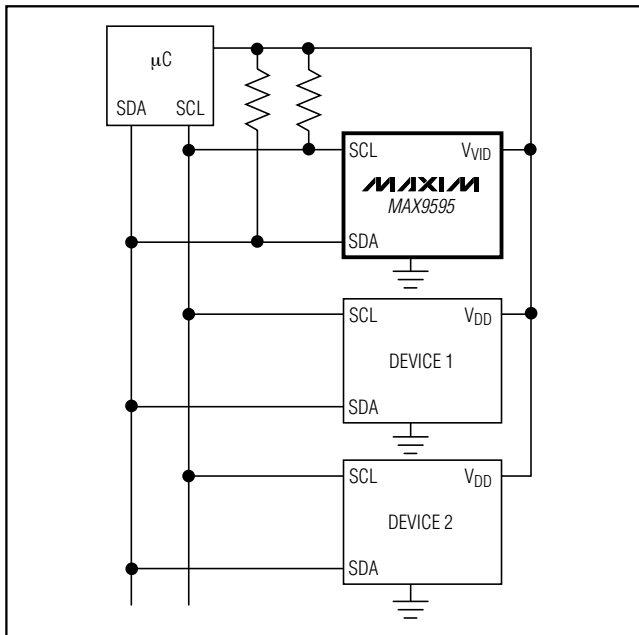 μC
SDA SCL
SCL V_VID
MAXIM
MAX9595
SDA
SCL V_DD
DEVICE 1
SDA
SCL V_DD
DEVICE 2
SDA